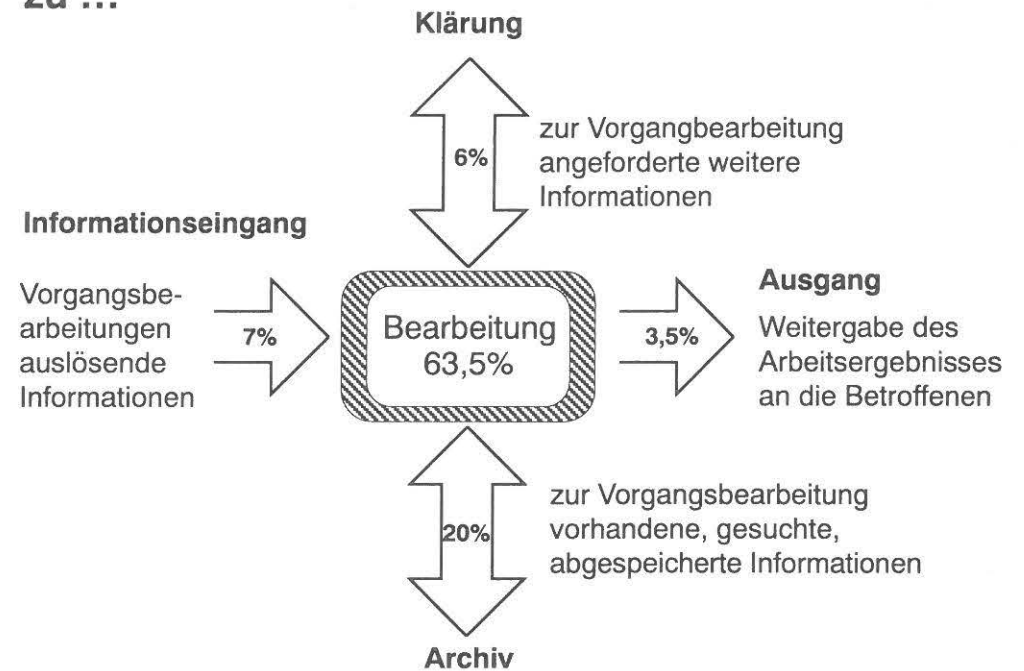 zu ...
Klärung
6%
zur Vorgangbearbeitung
angeforderte weitere
Informationen
Informationseingang
Vorgangsbe-
arbeitungen
auslösende
Informationen
7%
Bearbeitung
63,5%
3,5%
Ausgang
Weitergabe des
Arbeitsergebnisses
an die Betroffenen
20%
zur Vorgangsbearbeitung
vorhandene, gesuchte,
abgespeicherte Informationen
Archiv